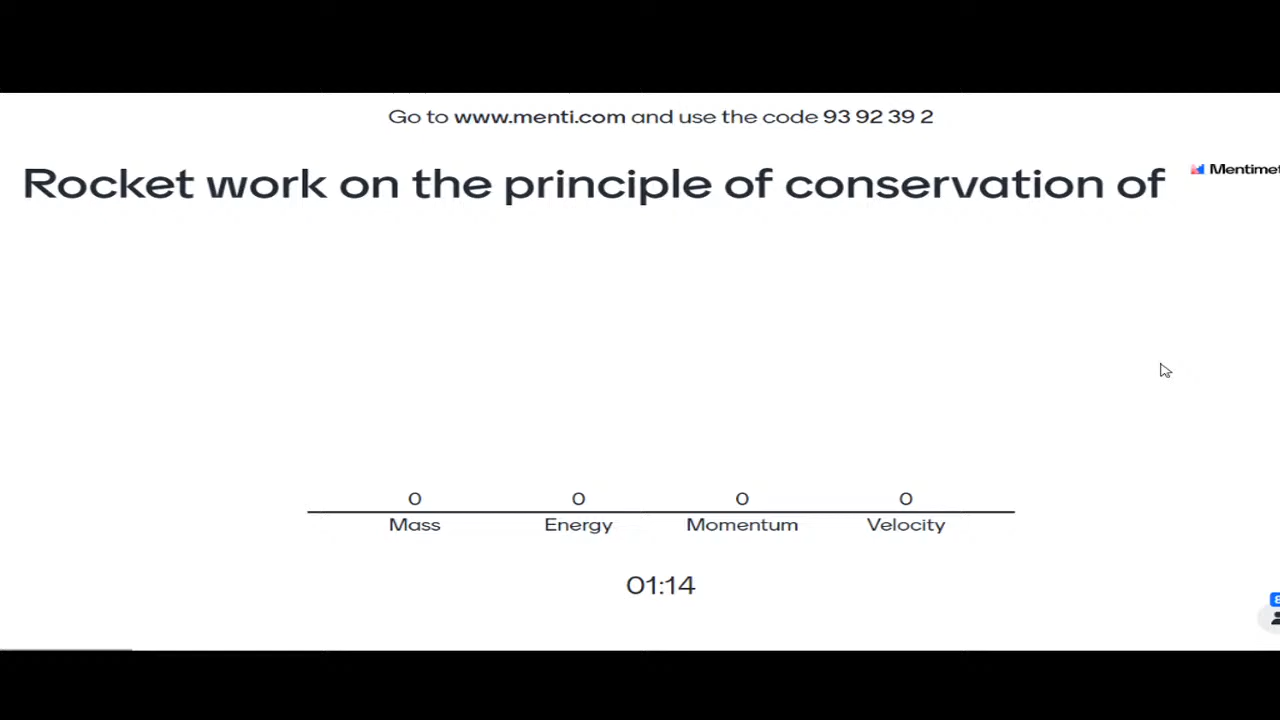 Go to www.menti.com and use the code 93 92 39 2
Rocket work on the principle of conservation of
Mentimet
0 0 0 0
Mass Energy Momentum Velocity
01:14